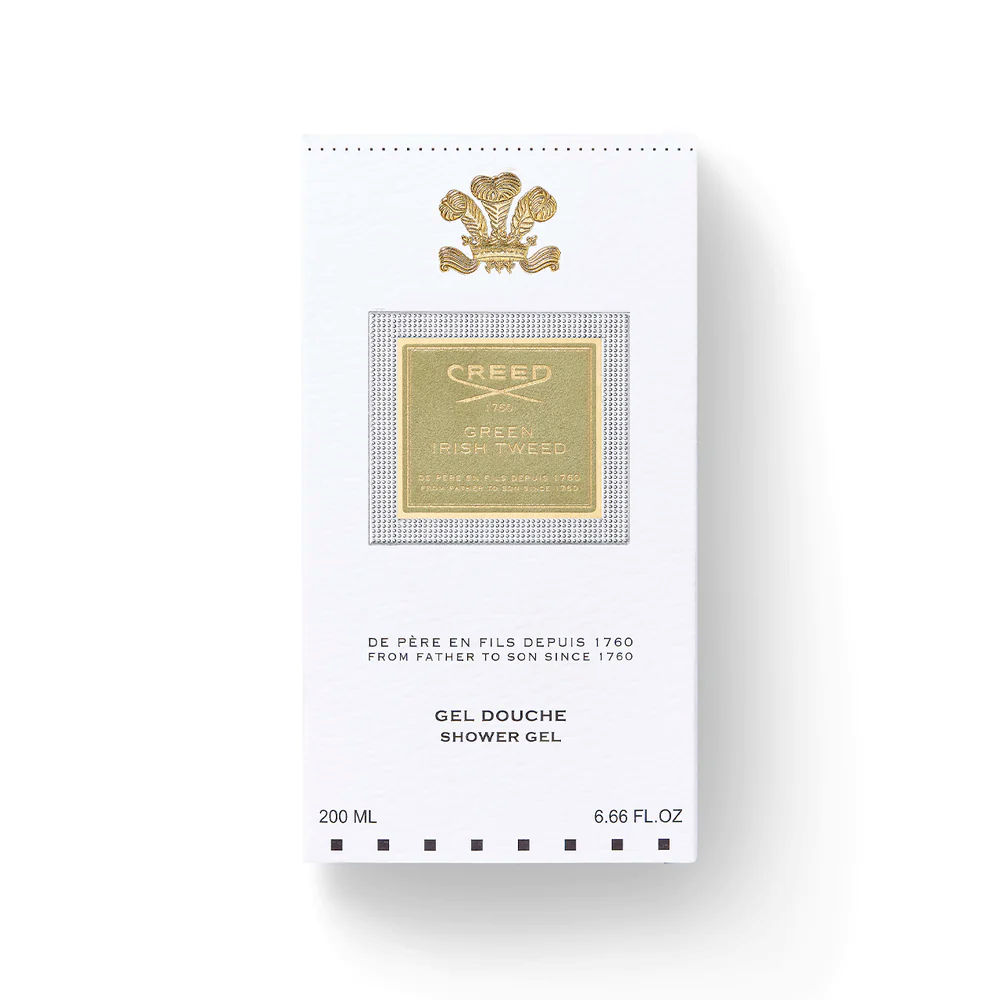 CREED
1760
GREEN
IRISH TWEED
DE PÈRE EN FILS DEPUIS 1760
FROM FATHER TO SON SINCE 1760
DE PÈRE EN FILS DEPUIS 1760
FROM FATHER TO SON SINCE 1760
GEL DOUCHE
SHOWER GEL
200 ML 6.66 FL.OZ